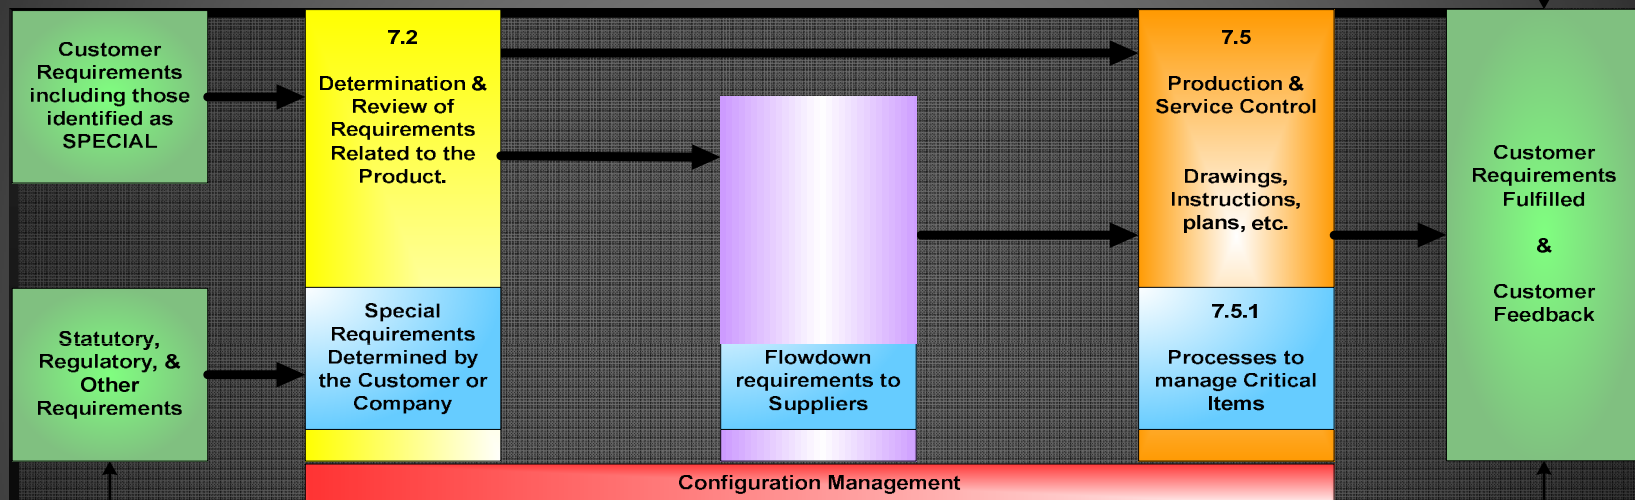 Customer
Requirements
including those
identified as
SPECIAL
Statutory,
Regulatory, &
Other
Requirements
7.2
Determination &
Review of
Requirements
Related to the
Product.
Special
Requirements
Determined by
the Customer or
Company
Flowdown
requirements to
Suppliers
7.5
Production &
Service Control
Drawings,
Instructions,
plans, etc.
7.5.1
Processes to
manage Critical
Items
Customer
Requirements
Fulfilled
&
Customer
Feedback
Configuration Management